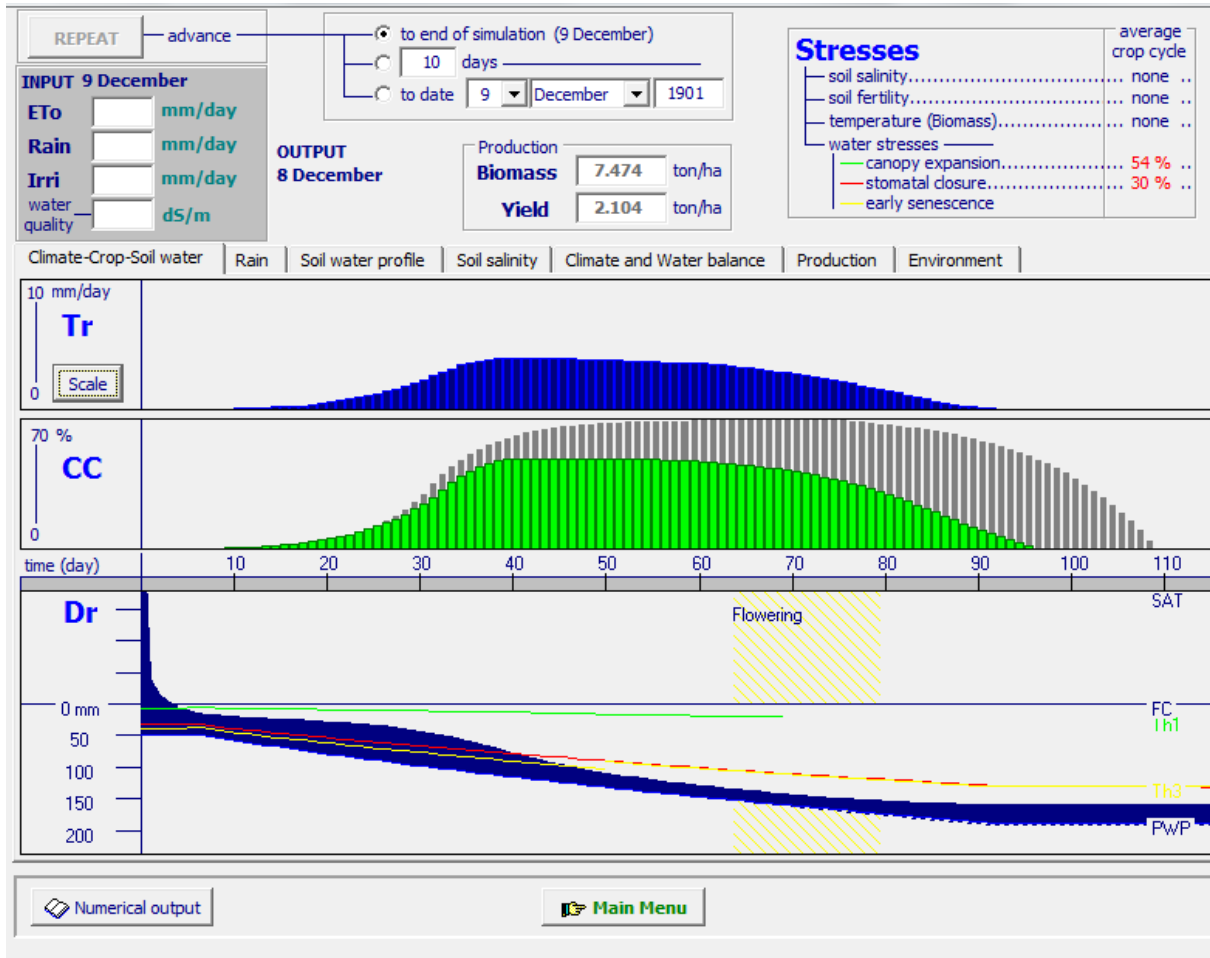 REPEAT
advance
to end of simulation (9 December)
10 days
to date 9 December 1901
INPUT 9 December
ETo mm/day
Rain mm/day
Irri mm/day
water quality dS/m
OUTPUT
8 December
Production
Biomass 7.474 ton/ha
Yield 2.104 ton/ha
Stresses
average
crop cycle
soil salinity.................................... none ..
soil fertility.................................... none ..
temperature (Biomass)..................... none ..
water stresses
canopy expansion.................... 54 % ..
stomatal closure...................... 30 % ..
early senescence
Climate-Crop-Soil water Rain Soil water profile Soil salinity Climate and Water balance Production Environment
10 mm/day
Tr
0 Scale
70 %
CC
0
time (day) 10 20 30 40 50 60 70 80 90 100 110
Dr
SAT
Flowering
0 mm
FC
Th1
50
100
150
Th3
200
PWP
Numerical output
Main Menu